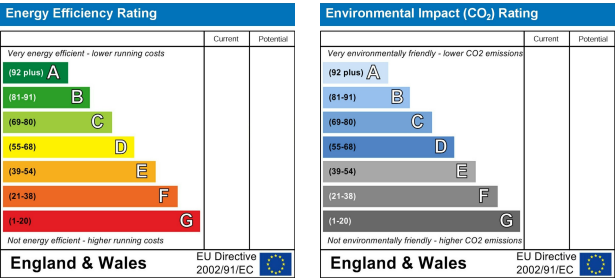 Energy Efficiency Rating
Current Potential
Very energy efficient - lower running costs
(92 plus) A
(81-91) B
(69-80) C
(55-68) D
(39-54) E
(21-38) F
(1-20) G
Not energy efficient - higher running costs
England & Wales
EU Directive
2002/91/EC
Environmental Impact (CO₂) Rating
Current Potential
Very environmentally friendly - lower CO2 emissions
(92 plus) A
(81-91) B
(69-80) C
(55-68) D
(39-54) E
(21-38) F
(1-20) G
Not environmentally friendly - higher CO2 emissions
England & Wales
EU Directive
2002/91/EC